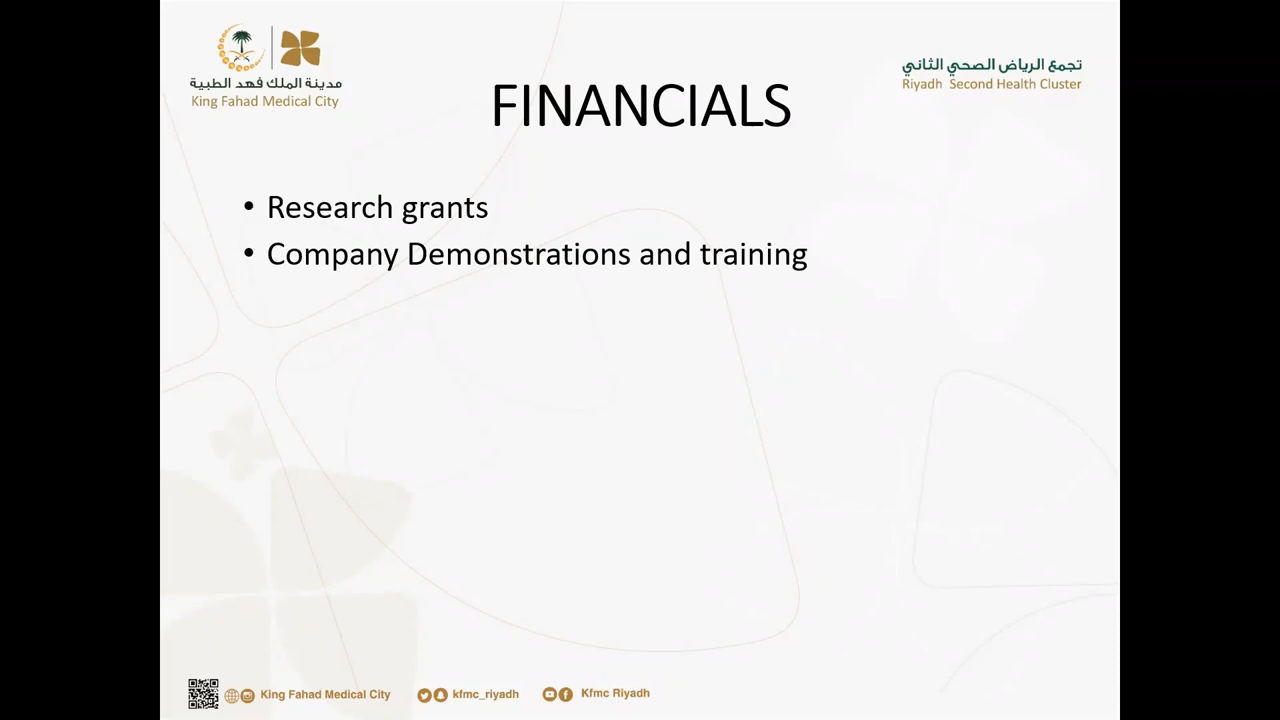 مدينة الملك فهد الطبية
King Fahad Medical City
تجمع الرياض الصحي الثاني
Riyadh Second Health Cluster
FINANCIALS
• Research grants
• Company Demonstrations and training
King Fahad Medical City
kfmc_riyadh
Kfmc Riyadh